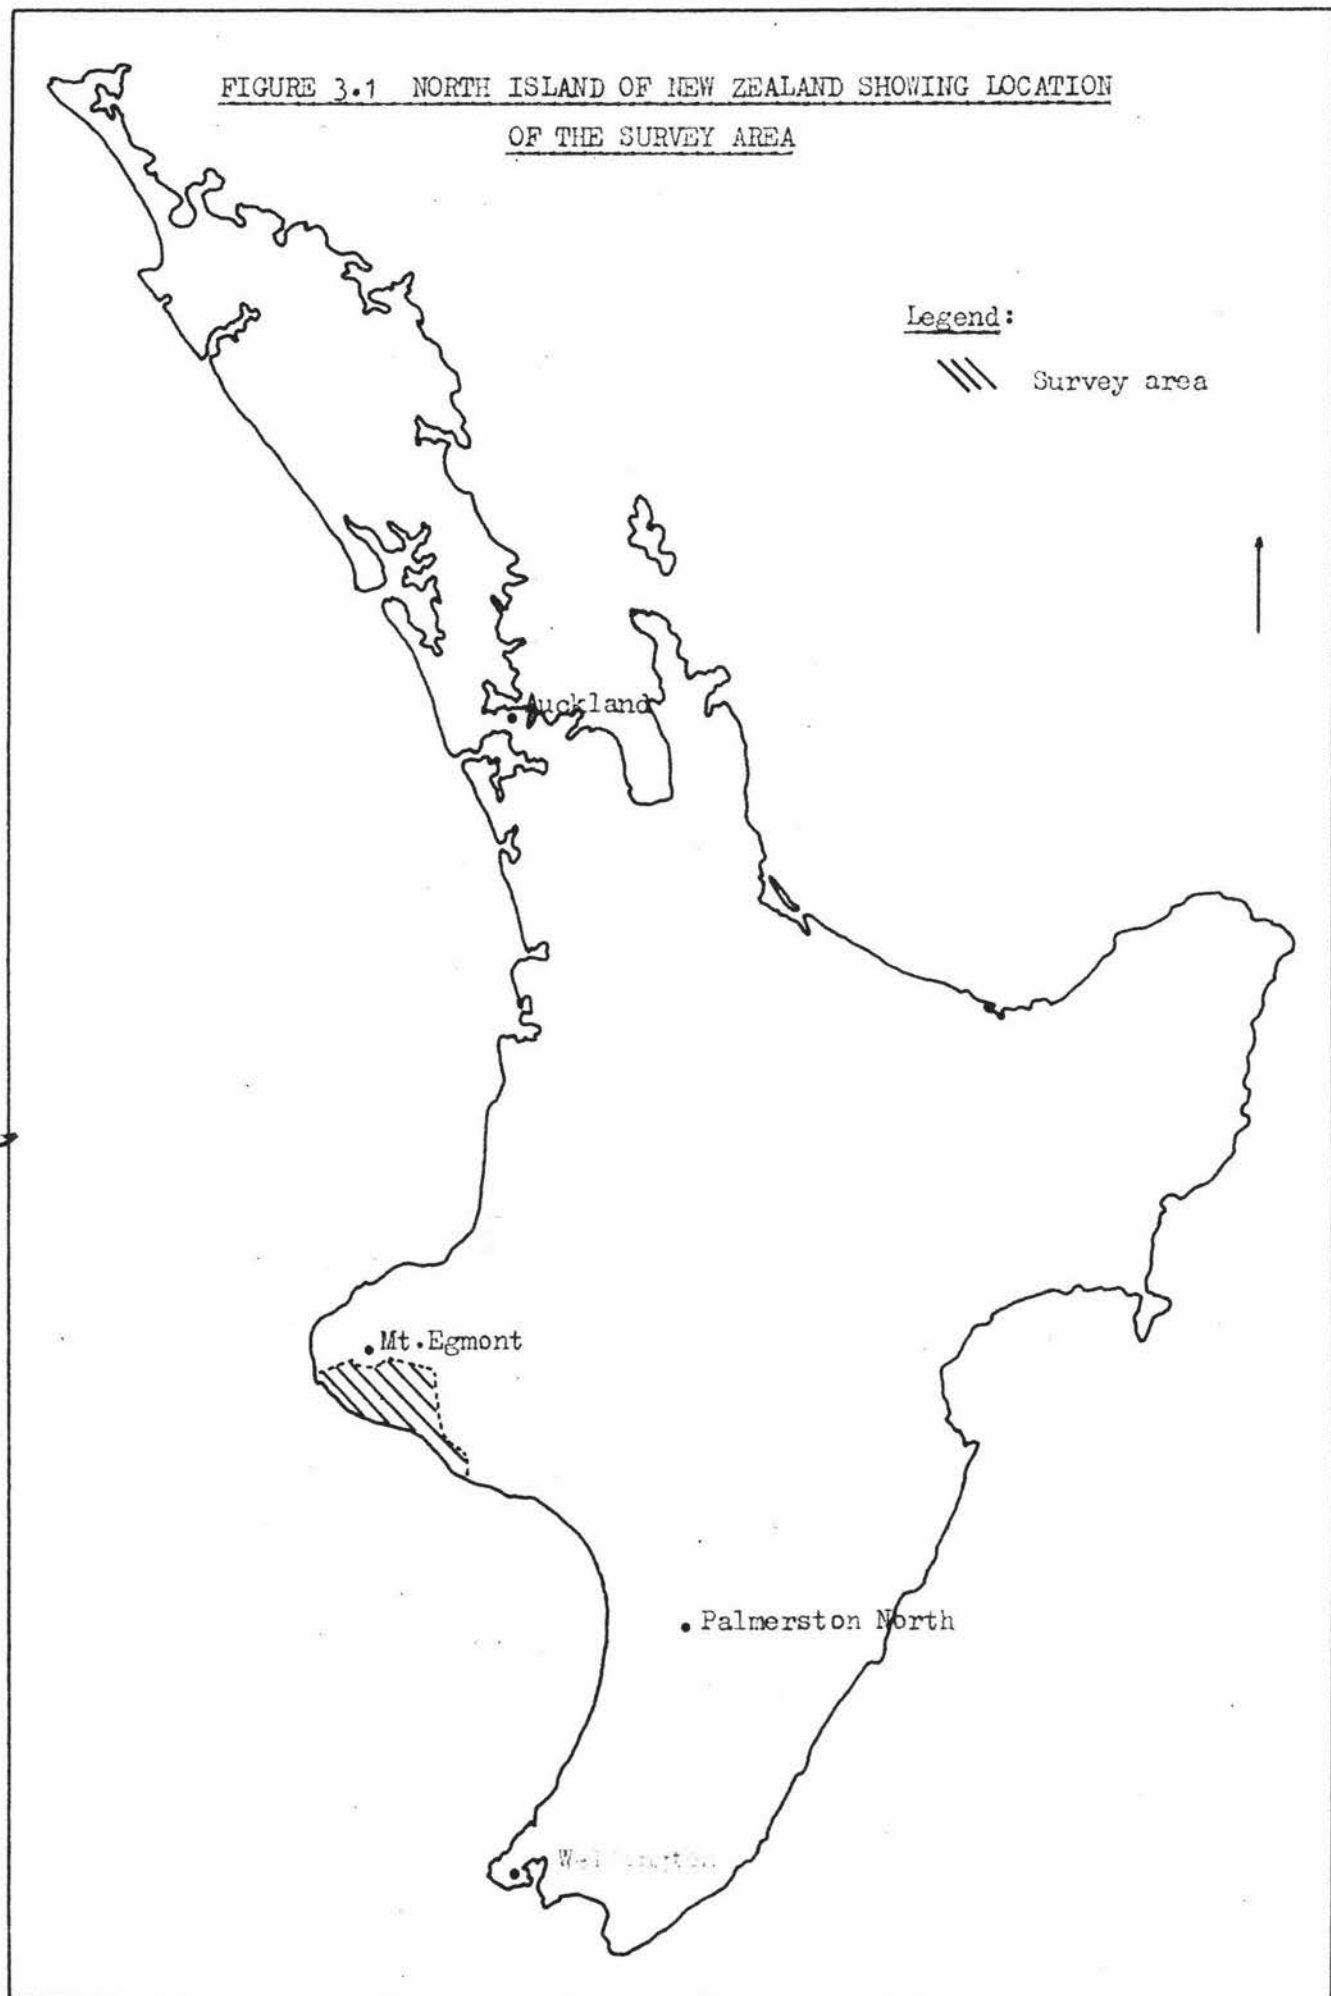 FIGURE 3.1 NORTH ISLAND OF NEW ZEALAND SHOWING LOCATION
OF THE SURVEY AREA
Legend:
Survey area
Auckland
Mt.Egmont
Palmerston North
Wellington